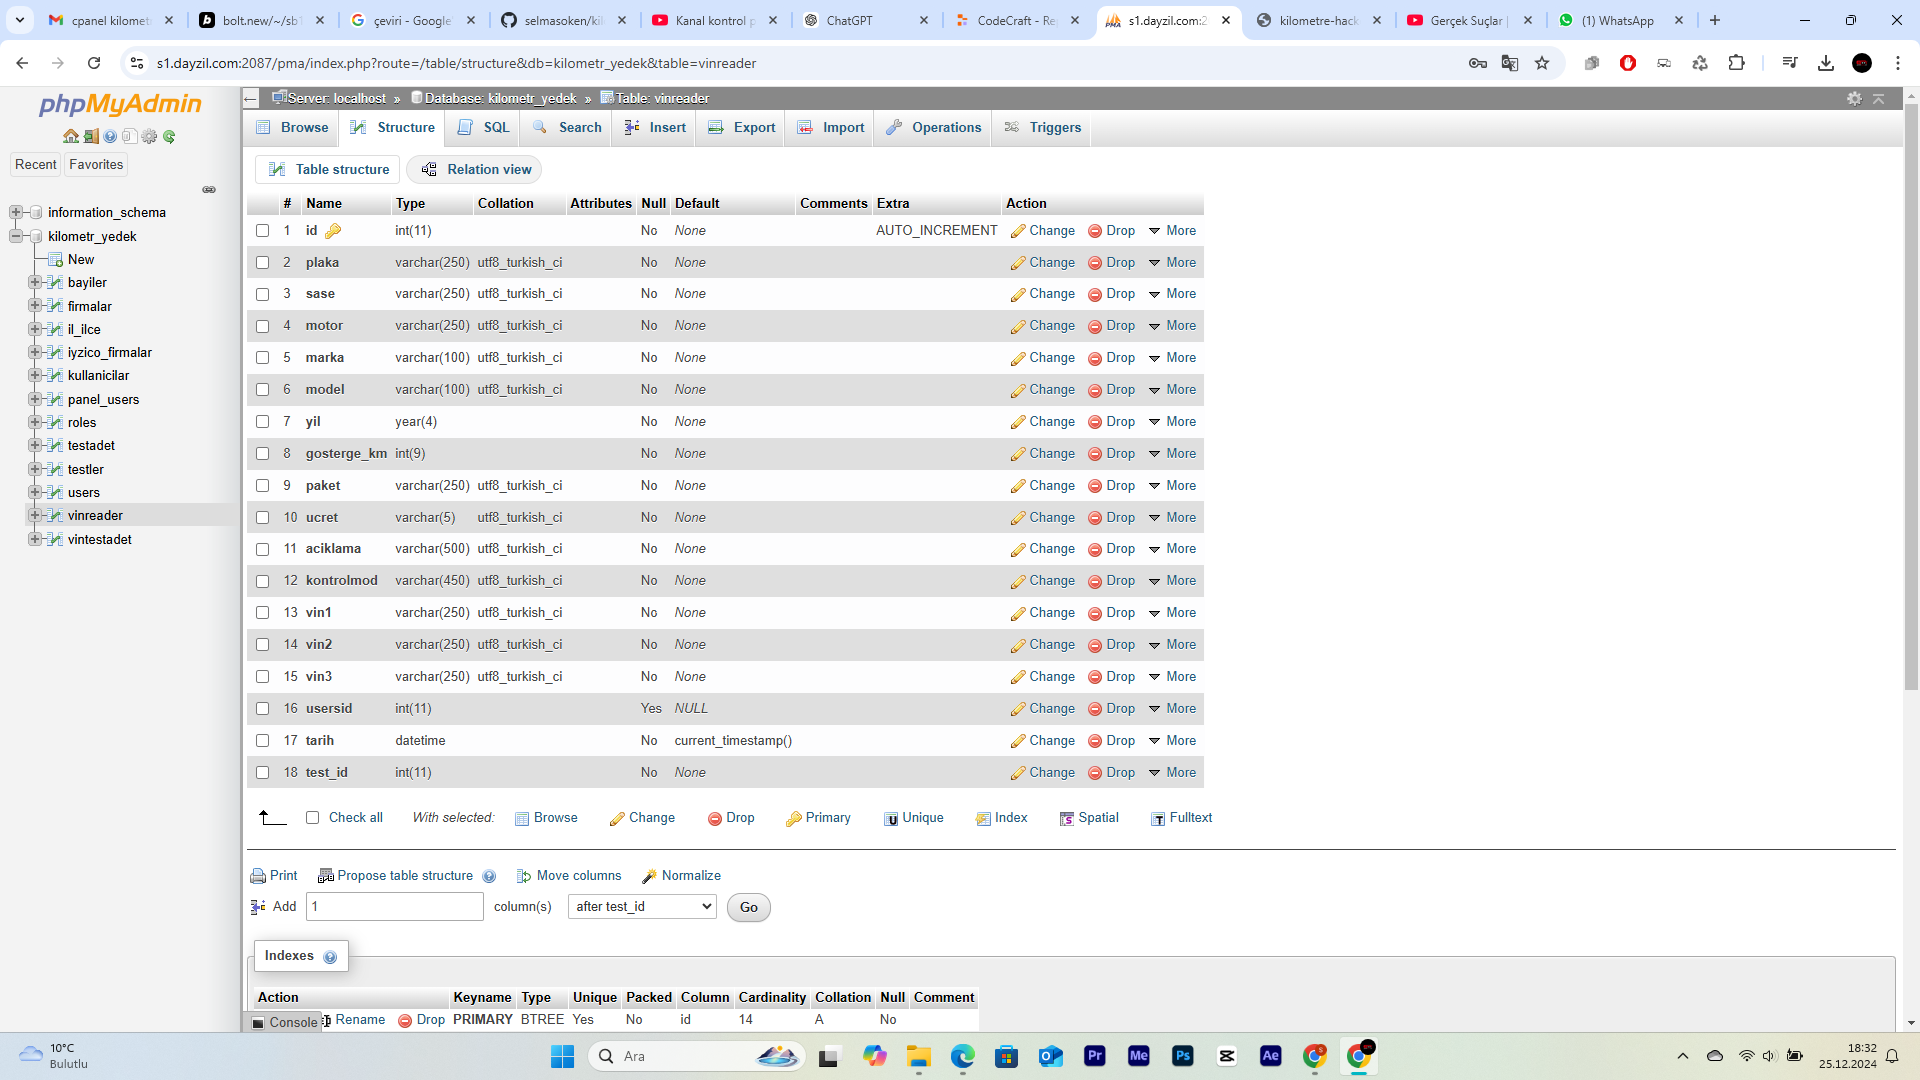 cpanel kilomet
bolt.new/~/sb1
çeviri - Google'
selmasoken/kil
Kanal kontrol p
ChatGPT
CodeCraft - Re
s1.dayzil.com:2
kilometre-hack
Gerçek Suçlar |
(1) WhatsApp
s1.dayzil.com:2087/pma/index.php?route=/table/structure&db=kilometr_yedek&table=vinreader
phpMyAdmin
Recent Favorites
information_schema
kilometr_yedek
New
bayiler
firmalar
il_ilce
iyzico_firmalar
kullanicilar
panel_users
roles
testadet
testler
users
vinreader
vintestadet
Server: localhost » Database: kilometr_yedek » Table: vinreader
Browse Structure SQL Search Insert Export Import Operations Triggers
Table structure Relation view
# Name Type Collation Attributes Null Default Comments Extra Action
1 id int(11) No None AUTO_INCREMENT Change Drop More
2 plaka varchar(250) utf8_turkish_ci No None Change Drop More
3 sase varchar(250) utf8_turkish_ci No None Change Drop More
4 motor varchar(250) utf8_turkish_ci No None Change Drop More
5 marka varchar(100) utf8_turkish_ci No None Change Drop More
6 model varchar(100) utf8_turkish_ci No None Change Drop More
7 yil year(4) No None Change Drop More
8 gosterge_km int(9) No None Change Drop More
9 paket varchar(250) utf8_turkish_ci No None Change Drop More
10 ucret varchar(5) utf8_turkish_ci No None Change Drop More
11 aciklama varchar(500) utf8_turkish_ci No None Change Drop More
12 kontrolmod varchar(450) utf8_turkish_ci No None Change Drop More
13 vin1 varchar(250) utf8_turkish_ci No None Change Drop More
14 vin2 varchar(250) utf8_turkish_ci No None Change Drop More
15 vin3 varchar(250) utf8_turkish_ci No None Change Drop More
16 usersid int(11) Yes NULL Change Drop More
17 tarih datetime No current_timestamp() Change Drop More
18 test_id int(11) No None Change Drop More
Check all With selected: Browse Change Drop Primary Unique Index Spatial Fulltext
Print Propose table structure Move columns Normalize
Add 1 column(s) after test_id Go
Indexes
Action Keyname Type Unique Packed Column Cardinality Collation Null Comment
Rename Drop PRIMARY BTREE Yes No id 14 A No
Console
10°C
Bulutlu
Ara
Pr
Me
Ps
Ae
18:32
25.12.2024